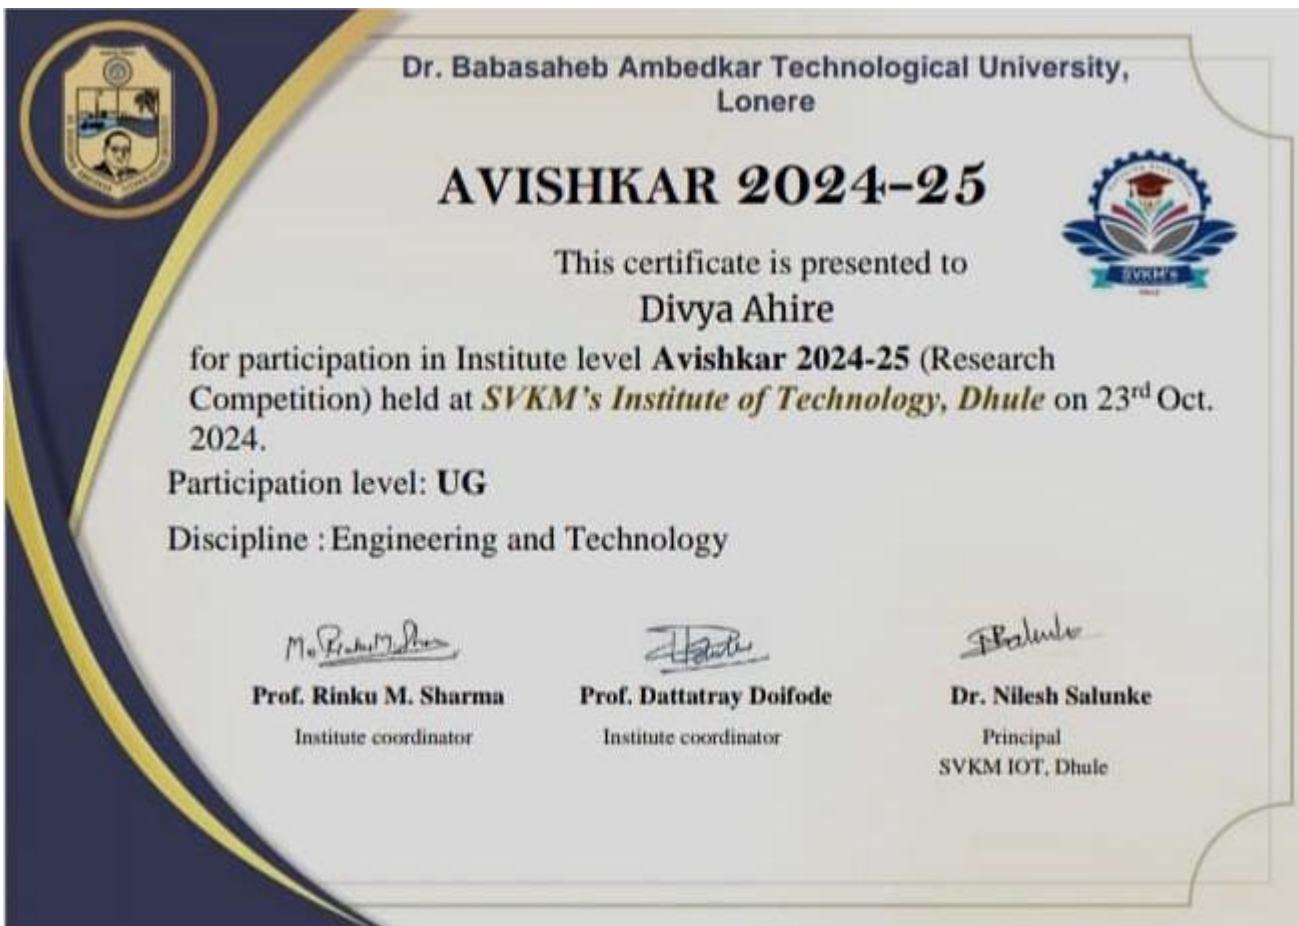 Dr. Babasaheb Ambedkar Technological University,
Lonere
AVISHKAR 2024-25
SVKM's
This certificate is presented to
Divya Ahire
for participation in Institute level Avishkar 2024-25 (Research
Competition) held at SVKM's Institute of Technology, Dhule on 23rd Oct.
2024.
Participation level: UG
Discipline : Engineering and Technology
Prof. Rinku M. Sharma
Institute coordinator
Prof. Dattatray Doifode
Institute coordinator
Dr. Nilesh Salunke
Principal
SVKM IOT, Dhule